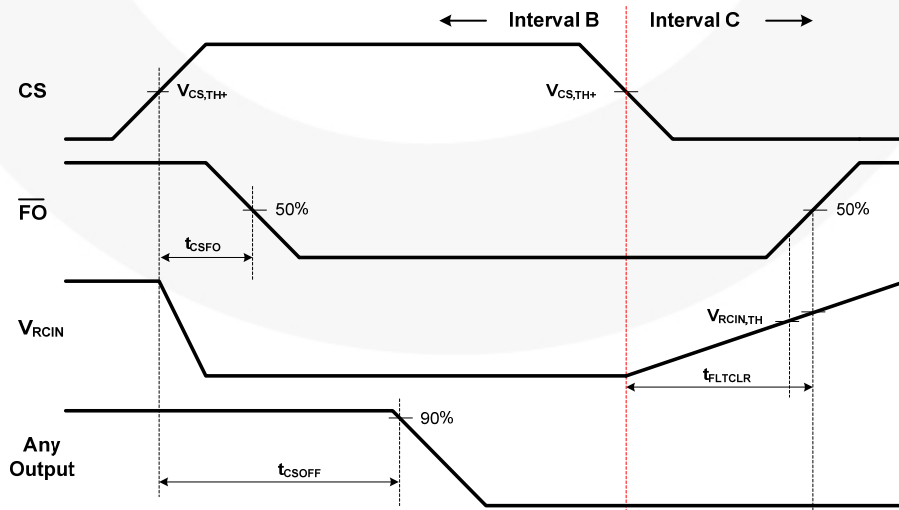 Interval B Interval C
CS
VCS,TH+ VCS,TH+
FO
50% 50%
tCSFO
VRCIN
VRCIN,TH
tFLTCLR
Any
Output
90%
tCSOFF